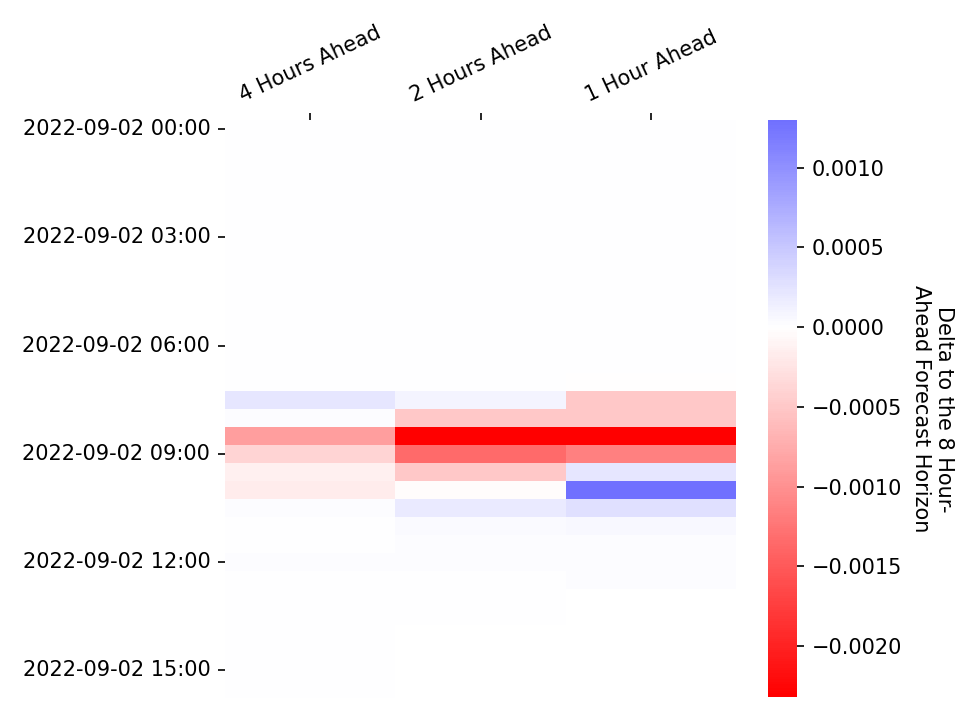 4 Hours Ahead
2 Hours Ahead
1 Hour Ahead
2022-09-02 00:00
2022-09-02 03:00
2022-09-02 06:00
2022-09-02 09:00
2022-09-02 12:00
2022-09-02 15:00
0.0010
0.0005
0.0000
−0.0005
−0.0010
−0.0015
−0.0020
Delta to the 8 Hour-
Ahead Forecast Horizon